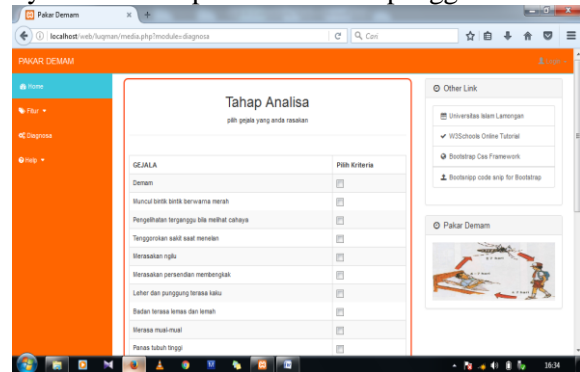 Pakar Demam
localhost/web/luqman/media.php?module=diagnosa
Cari
PAKAR DEMAM
Home
Fitur
Diagnosa
Help
Tahap Analisa
pilih gejala yang anda rasakan
GEJALA Pilih Kriteria
Demam
Muncul bintik bintik berwarna merah
Pengelihatan terganggu bila melihat cahaya
Tenggorokan sakit saat menelan
Merasakan ngilu
Merasakan persendian membengkak
Leher dan punggung terasa kaku
Badan terasa lemas dan lemah
Merasa mual-mual
Panas tubuh tinggi
Other Link
Universitas Islam Lamongan
W3Schools Online Tutorial
Bootstrap Css Framework
Bootsnipp code snip for Bootstrap
Pakar Demam
16:34